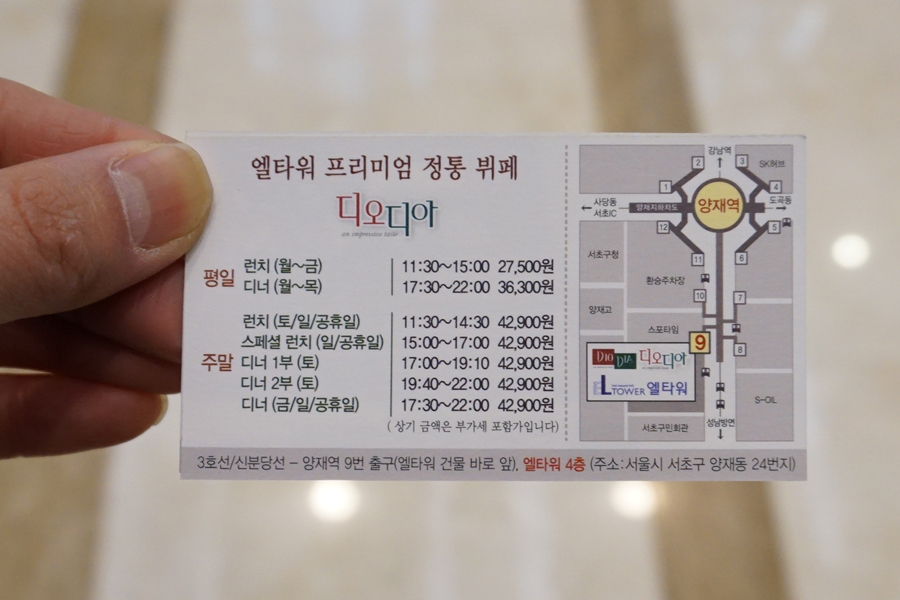 엘타워 프리미엄 정통 뷔페
디오디아
an impressive taste
평일
런치 (월~금) 11:30~15:00 27,500원
디너 (월~목) 17:30~22:00 36,300원
주말
런치 (토/일/공휴일) 11:30~14:30 42,900원
스페셜 런치 (일/공휴일) 15:00~17:00 42,900원
디너 1부 (토) 17:00~19:10 42,900원
디너 2부 (토) 19:40~22:00 42,900원
디너 (금/일/공휴일) 17:30~22:00 42,900원
( 상기 금액은 부가세 포함가입니다)
3호선/신분당선 - 양재역 9번 출구(엘타워 건물 바로 앞), 엘타워 4층 (주소:서울시 서초구 양재동 24번지)
강남역
2
3
SK허브
1
4
사당동
서초IC
양재지하차도
양재역
도곡동
12
5
서초구청
11
6
환승주차장
10
7
양재고
스포타임
9
8
DIO DIA 디오디아
EL TOWER 엘타워
S-OIL
성남방면
서초구민회관